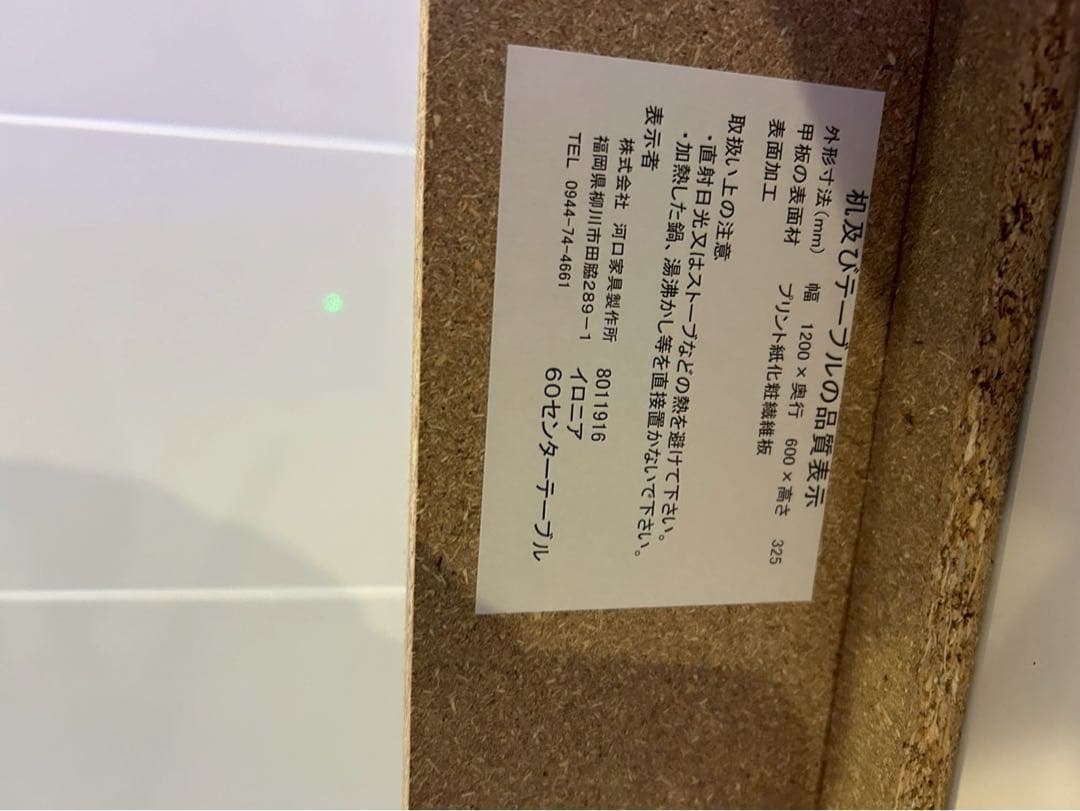 机及びテーブルの品質表示
外形寸法(mm) 幅 1200×奥行 600×高さ 325
甲板の表面材 プリント紙化粧繊維板
表面加工
取扱い上の注意
・直射日光又はストーブなどの熱を避けて下さい。
・加熱した鍋、湯沸かし等を直接置かないで下さい。
表示者
株式会社 河口家具製作所 8011916
福岡県柳川市田脇289-1 イロニア
TEL 0944-74-4661 60センターテーブル